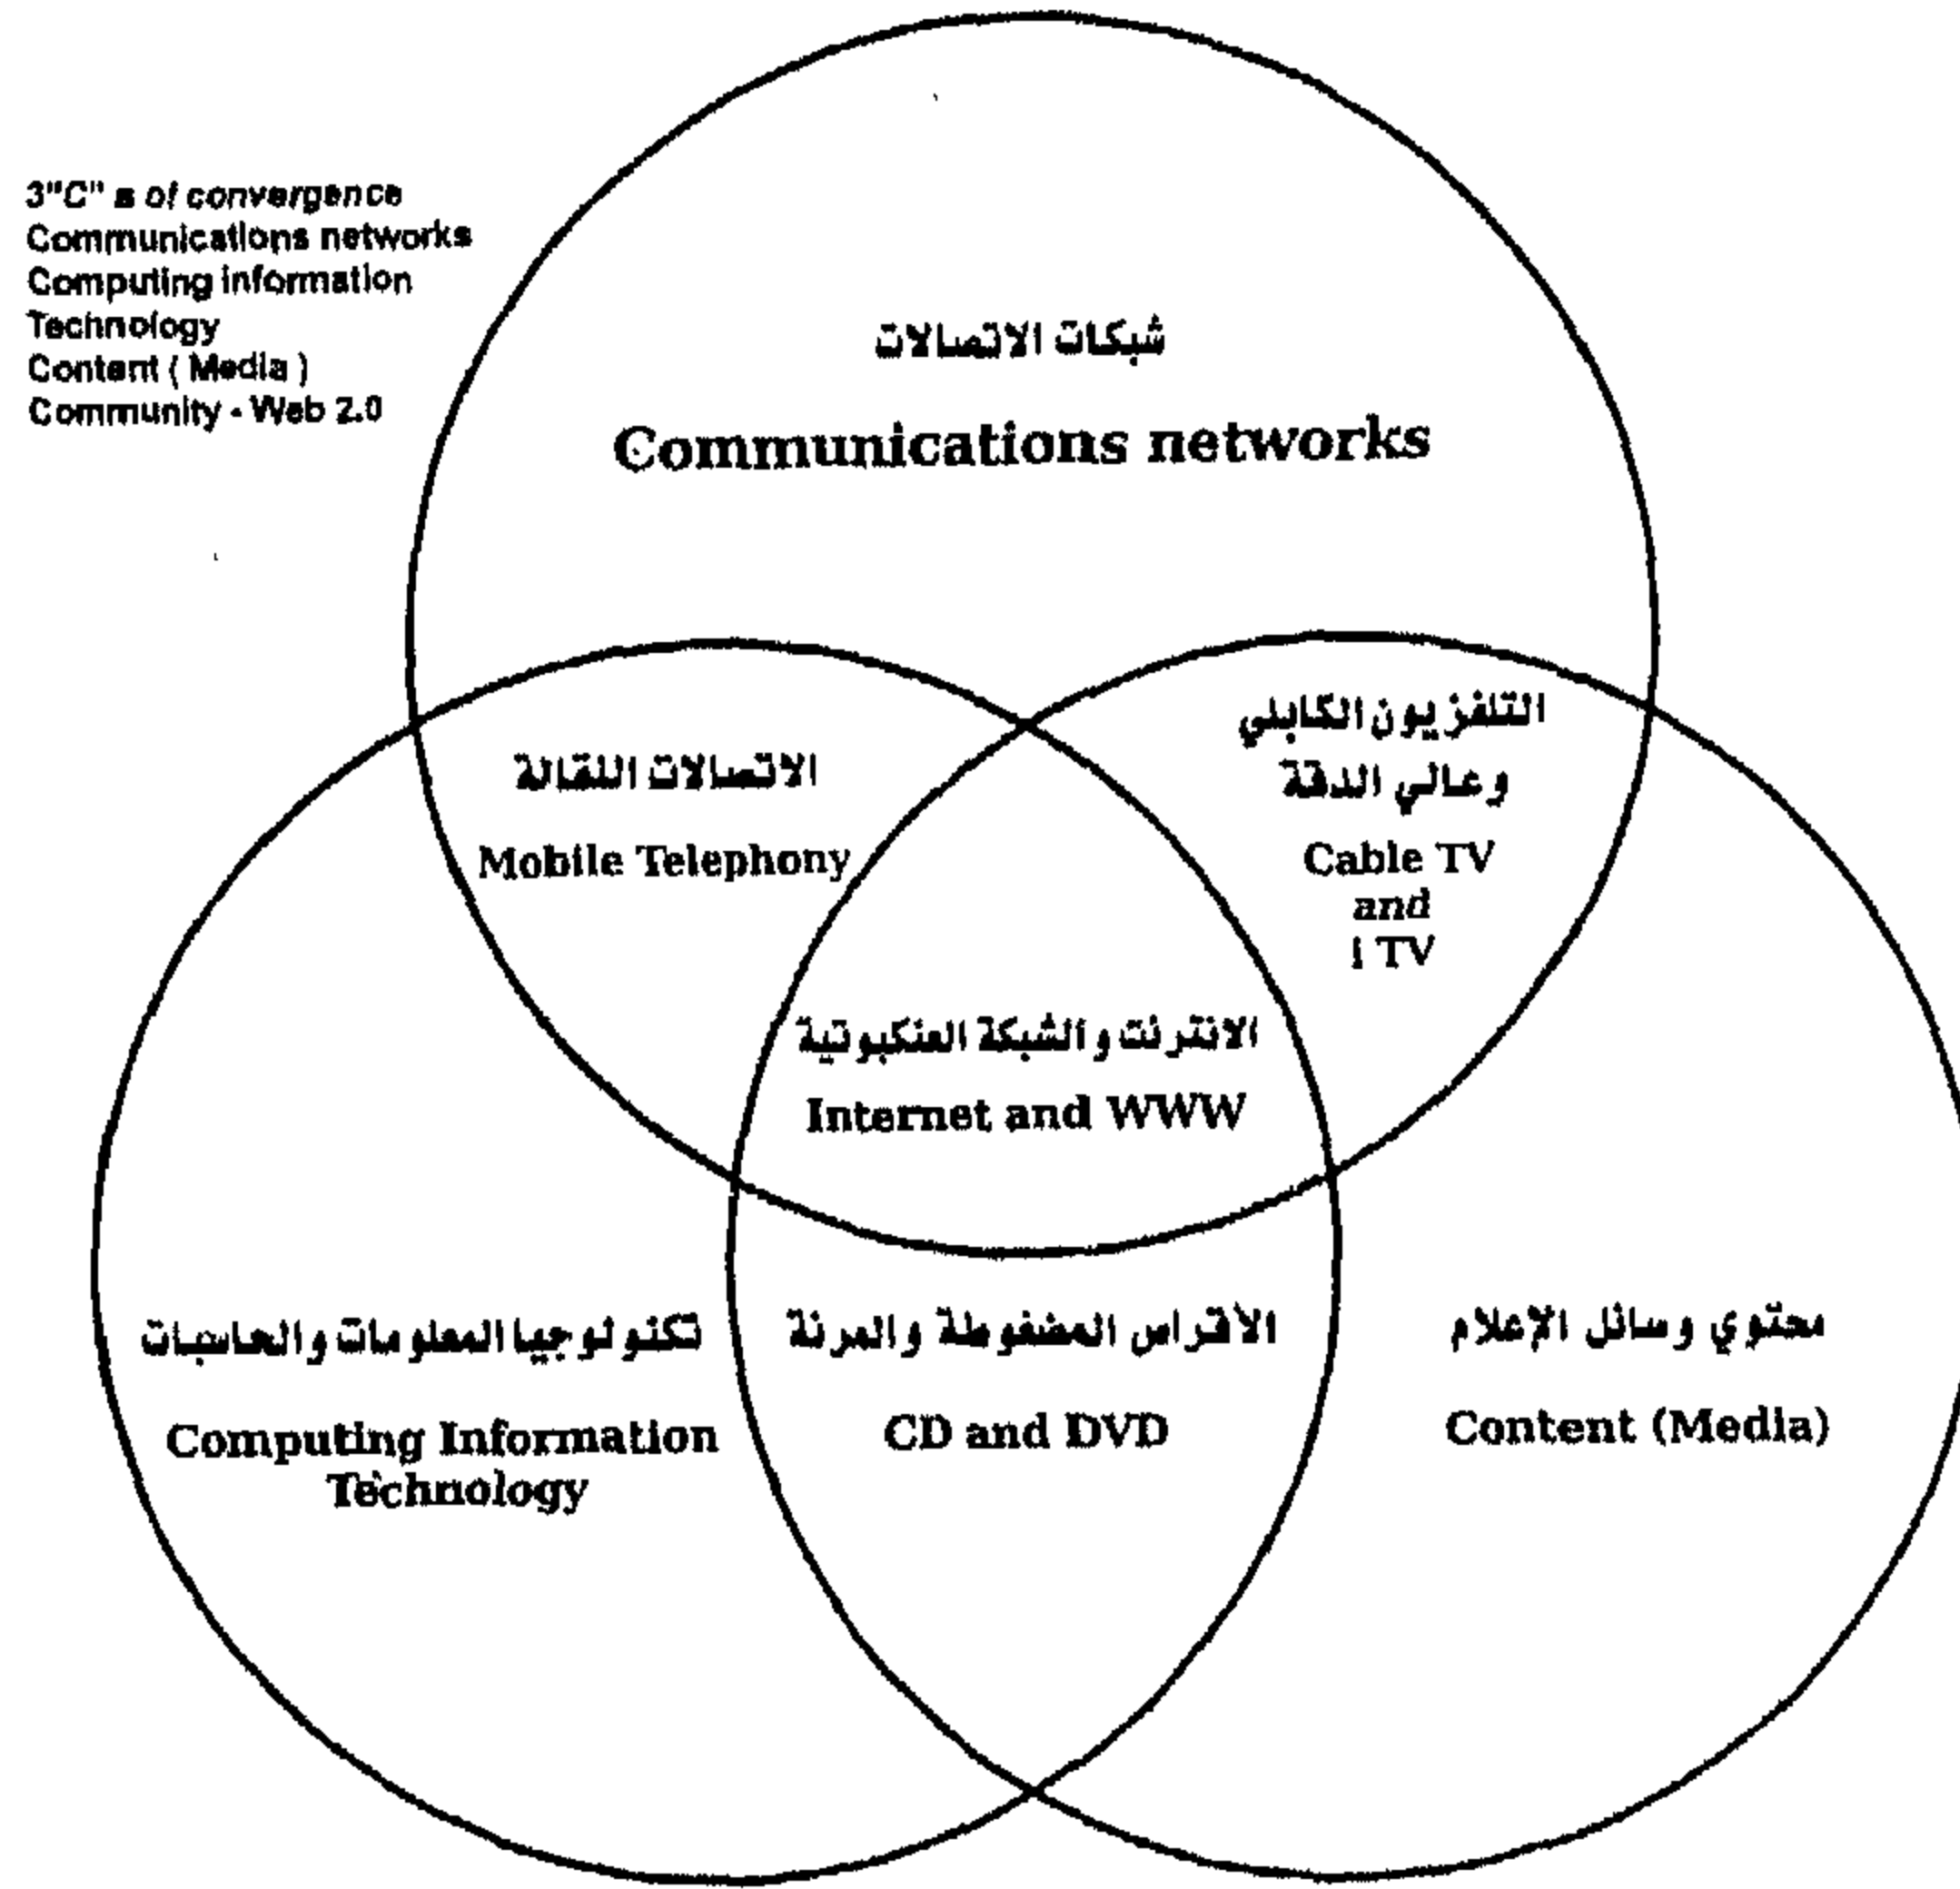 3"C" s of convergence
Communications networks
Computing information
Technology
Content ( Media )
Community - Web 2.0
شبكات الاتصالات
Communications networks
الاتصالات النقالة
Mobile Telephony
التلفزيون الكابلي
وعالي الدقة
Cable TV
and
I TV
الانترنت والشبكة العنكبوتية
Internet and WWW
تكنولوجيا المعلومات والحاسبات
Computing Information
Technology
الأقراص المضغوطة والمرنة
CD and DVD
محتوي وسائل الإعلام
Content (Media)